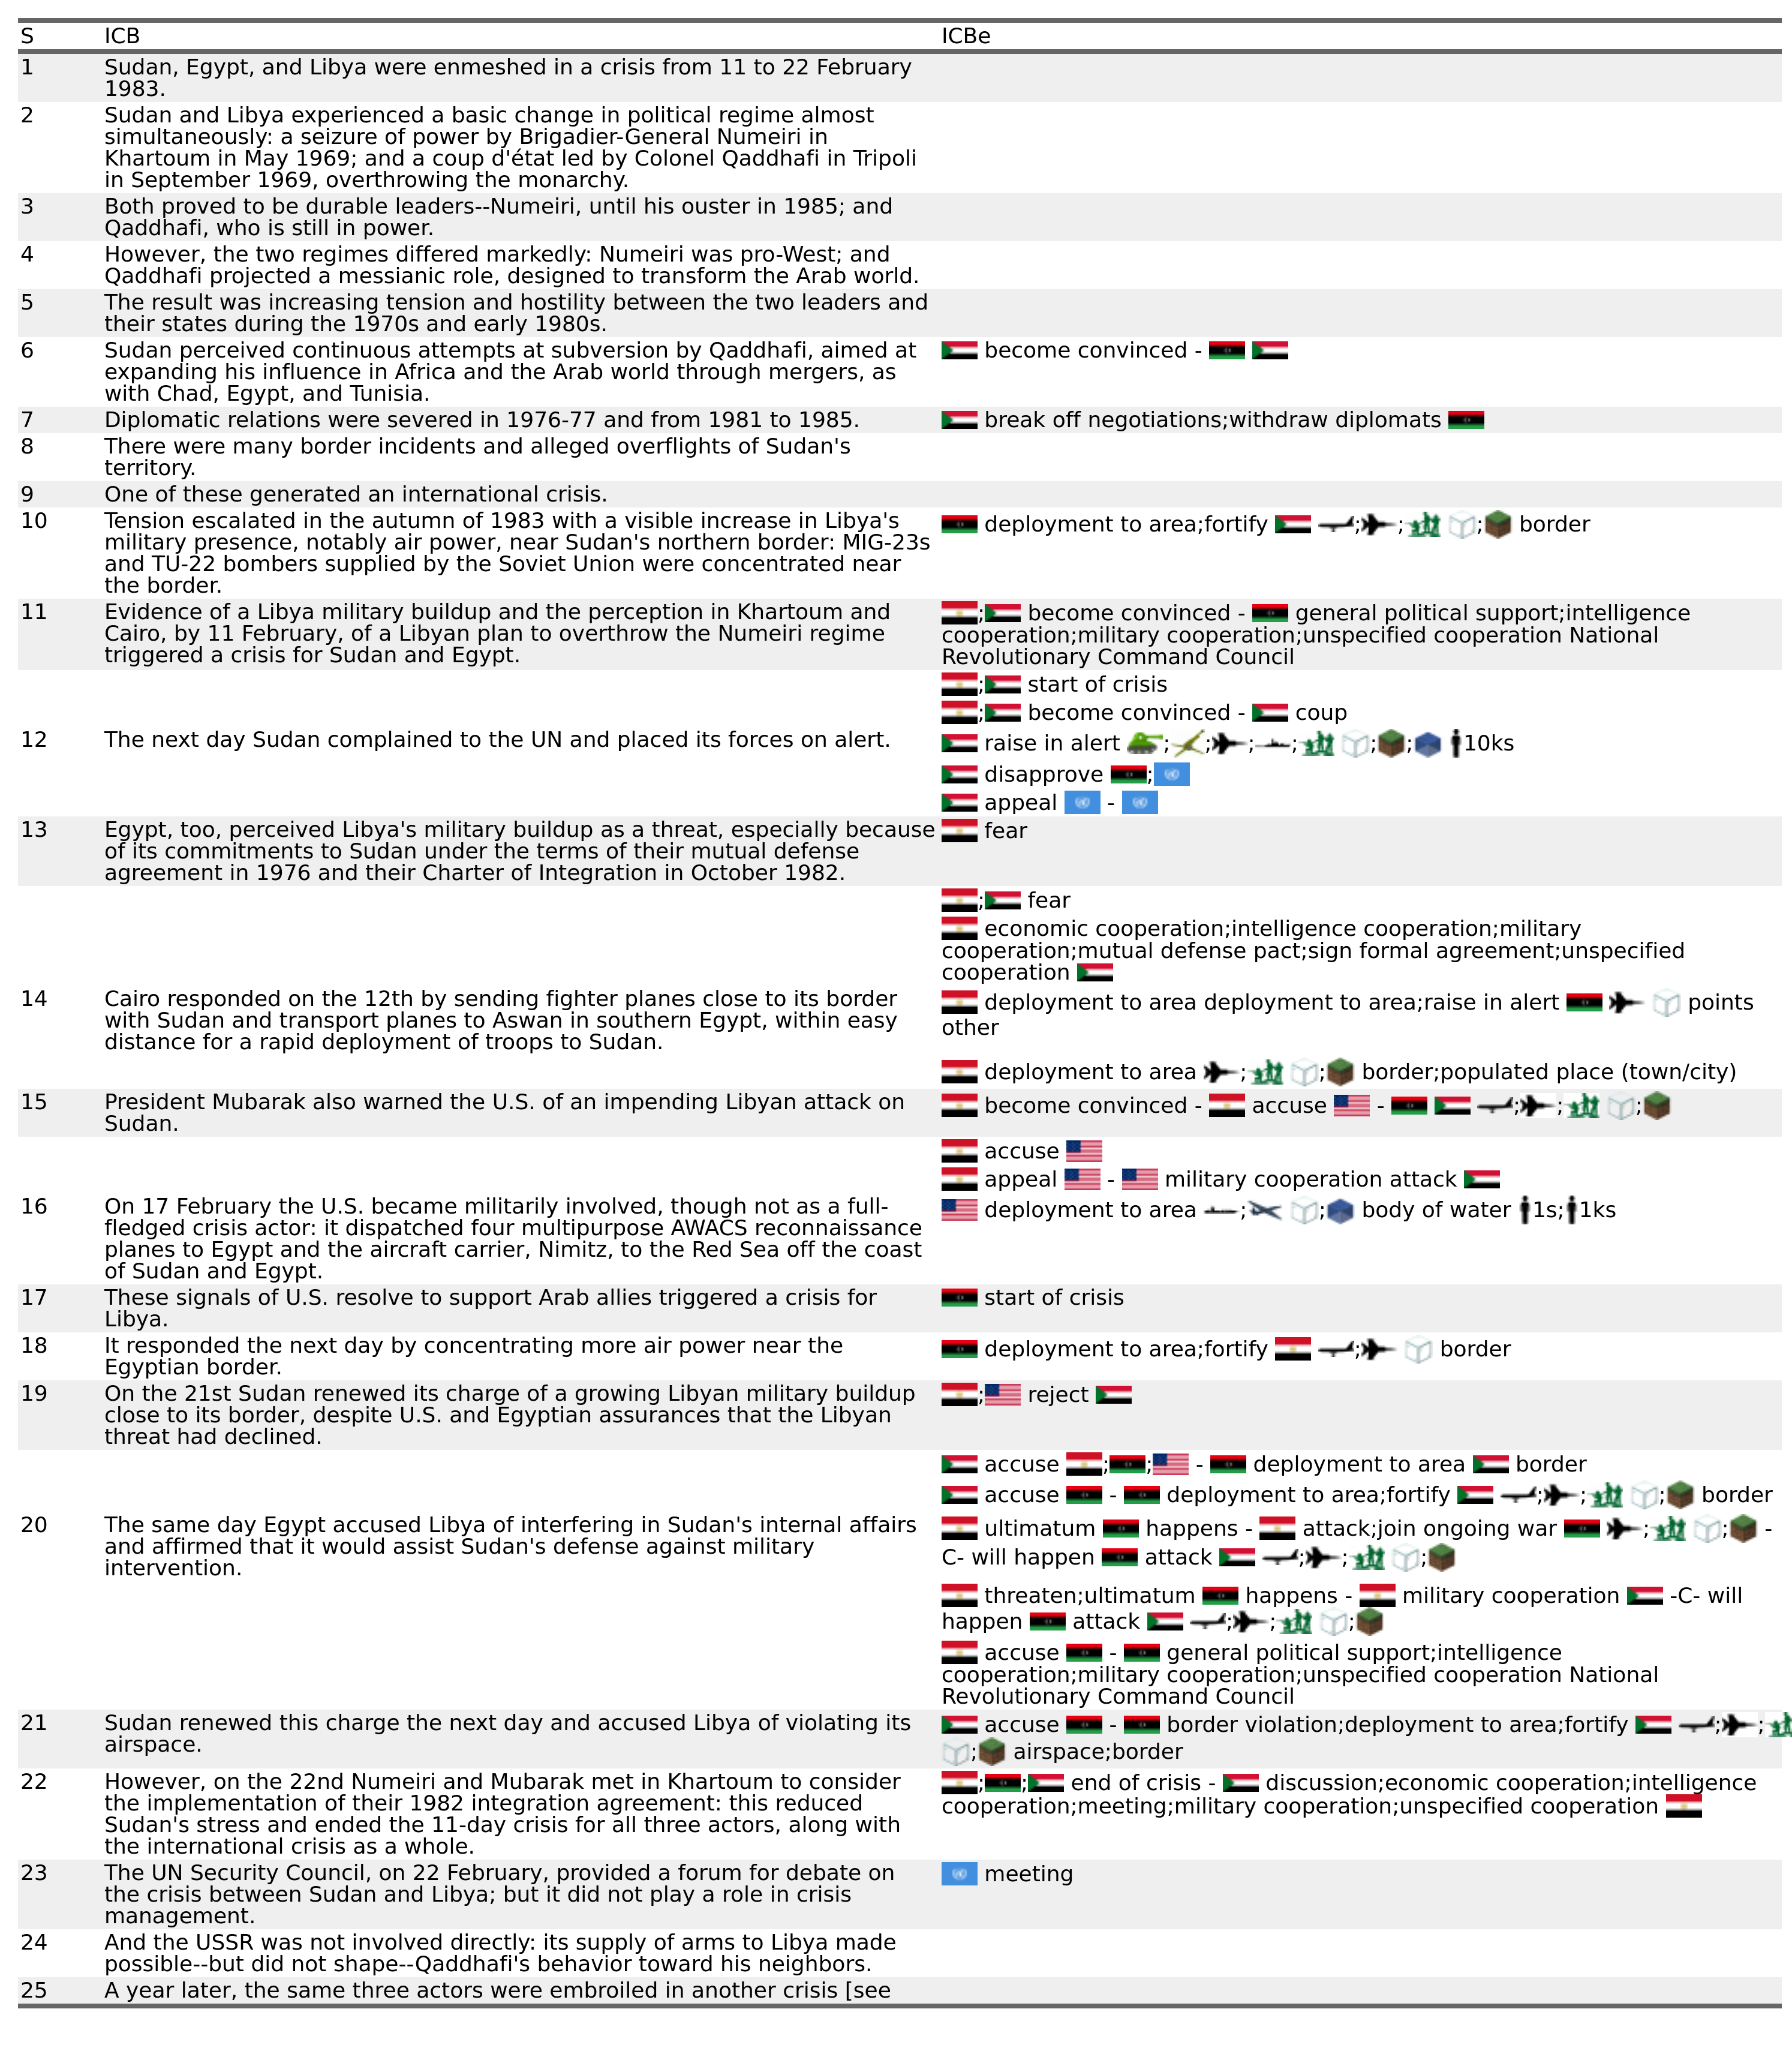 S ICB ICBe
1 Sudan, Egypt, and Libya were enmeshed in a crisis from 11 to 22 February
1983.
2 Sudan and Libya experienced a basic change in political regime almost
simultaneously: a seizure of power by Brigadier-General Numeiri in
Khartoum in May 1969; and a coup d'état led by Colonel Qaddhafi in Tripoli
in September 1969, overthrowing the monarchy.
3 Both proved to be durable leaders--Numeiri, until his ouster in 1985; and
Qaddhafi, who is still in power.
4 However, the two regimes differed markedly: Numeiri was pro-West; and
Qaddhafi projected a messianic role, designed to transform the Arab world.
5 The result was increasing tension and hostility between the two leaders and
their states during the 1970s and early 1980s.
6 Sudan perceived continuous attempts at subversion by Qaddhafi, aimed at
expanding his influence in Africa and the Arab world through mergers, as
with Chad, Egypt, and Tunisia.
become convinced -
7 Diplomatic relations were severed in 1976-77 and from 1981 to 1985.
break off negotiations;withdraw diplomats
8 There were many border incidents and alleged overflights of Sudan's
territory.
9 One of these generated an international crisis.
10 Tension escalated in the autumn of 1983 with a visible increase in Libya's
military presence, notably air power, near Sudan's northern border: MIG-23s
and TU-22 bombers supplied by the Soviet Union were concentrated near
the border.
deployment to area;fortify ; ; ; border
11 Evidence of a Libya military buildup and the perception in Khartoum and
Cairo, by 11 February, of a Libyan plan to overthrow the Numeiri regime
triggered a crisis for Sudan and Egypt.
; become convinced - general political support;intelligence
cooperation;military cooperation;unspecified cooperation National
Revolutionary Command Council
; start of crisis
; become convinced - coup
12 The next day Sudan complained to the UN and placed its forces on alert.
raise in alert ; ; ; ; ; ; 10ks
disapprove ;
appeal -
13 Egypt, too, perceived Libya's military buildup as a threat, especially because
of its commitments to Sudan under the terms of their mutual defense
agreement in 1976 and their Charter of Integration in October 1982.
fear
; fear
economic cooperation;intelligence cooperation;military
cooperation;mutual defense pact;sign formal agreement;unspecified
cooperation
14 Cairo responded on the 12th by sending fighter planes close to its border
with Sudan and transport planes to Aswan in southern Egypt, within easy
distance for a rapid deployment of troops to Sudan.
deployment to area deployment to area;raise in alert points
other
deployment to area ; ; border;populated place (town/city)
15 President Mubarak also warned the U.S. of an impending Libyan attack on
Sudan.
become convinced - accuse - ; ; ;
accuse
appeal - military cooperation attack
16 On 17 February the U.S. became militarily involved, though not as a full-
fledged crisis actor: it dispatched four multipurpose AWACS reconnaissance
planes to Egypt and the aircraft carrier, Nimitz, to the Red Sea off the coast
of Sudan and Egypt.
deployment to area ; ; body of water 1s; 1ks
17 These signals of U.S. resolve to support Arab allies triggered a crisis for
Libya.
start of crisis
18 It responded the next day by concentrating more air power near the
Egyptian border.
deployment to area;fortify ; border
19 On the 21st Sudan renewed its charge of a growing Libyan military buildup
close to its border, despite U.S. and Egyptian assurances that the Libyan
threat had declined.
; reject
accuse ; ; - deployment to area border
accuse - deployment to area;fortify ; ; ; border
20 The same day Egypt accused Libya of interfering in Sudan's internal affairs
and affirmed that it would assist Sudan's defense against military
intervention.
ultimatum happens - attack;join ongoing war ; ; -
C- will happen attack ; ; ;
threaten;ultimatum happens - military cooperation -C- will
happen attack ; ; ;
accuse - general political support;intelligence
cooperation;military cooperation;unspecified cooperation National
Revolutionary Command Council
21 Sudan renewed this charge the next day and accused Libya of violating its
airspace.
accuse - border violation;deployment to area;fortify ; ;
; airspace;border
22 However, on the 22nd Numeiri and Mubarak met in Khartoum to consider
the implementation of their 1982 integration agreement: this reduced
Sudan's stress and ended the 11-day crisis for all three actors, along with
the international crisis as a whole.
; ; end of crisis - discussion;economic cooperation;intelligence
cooperation;meeting;military cooperation;unspecified cooperation
23 The UN Security Council, on 22 February, provided a forum for debate on
the crisis between Sudan and Libya; but it did not play a role in crisis
management.
meeting
24 And the USSR was not involved directly: its supply of arms to Libya made
possible--but did not shape--Qaddhafi's behavior toward his neighbors.
25 A year later, the same three actors were embroiled in another crisis [see